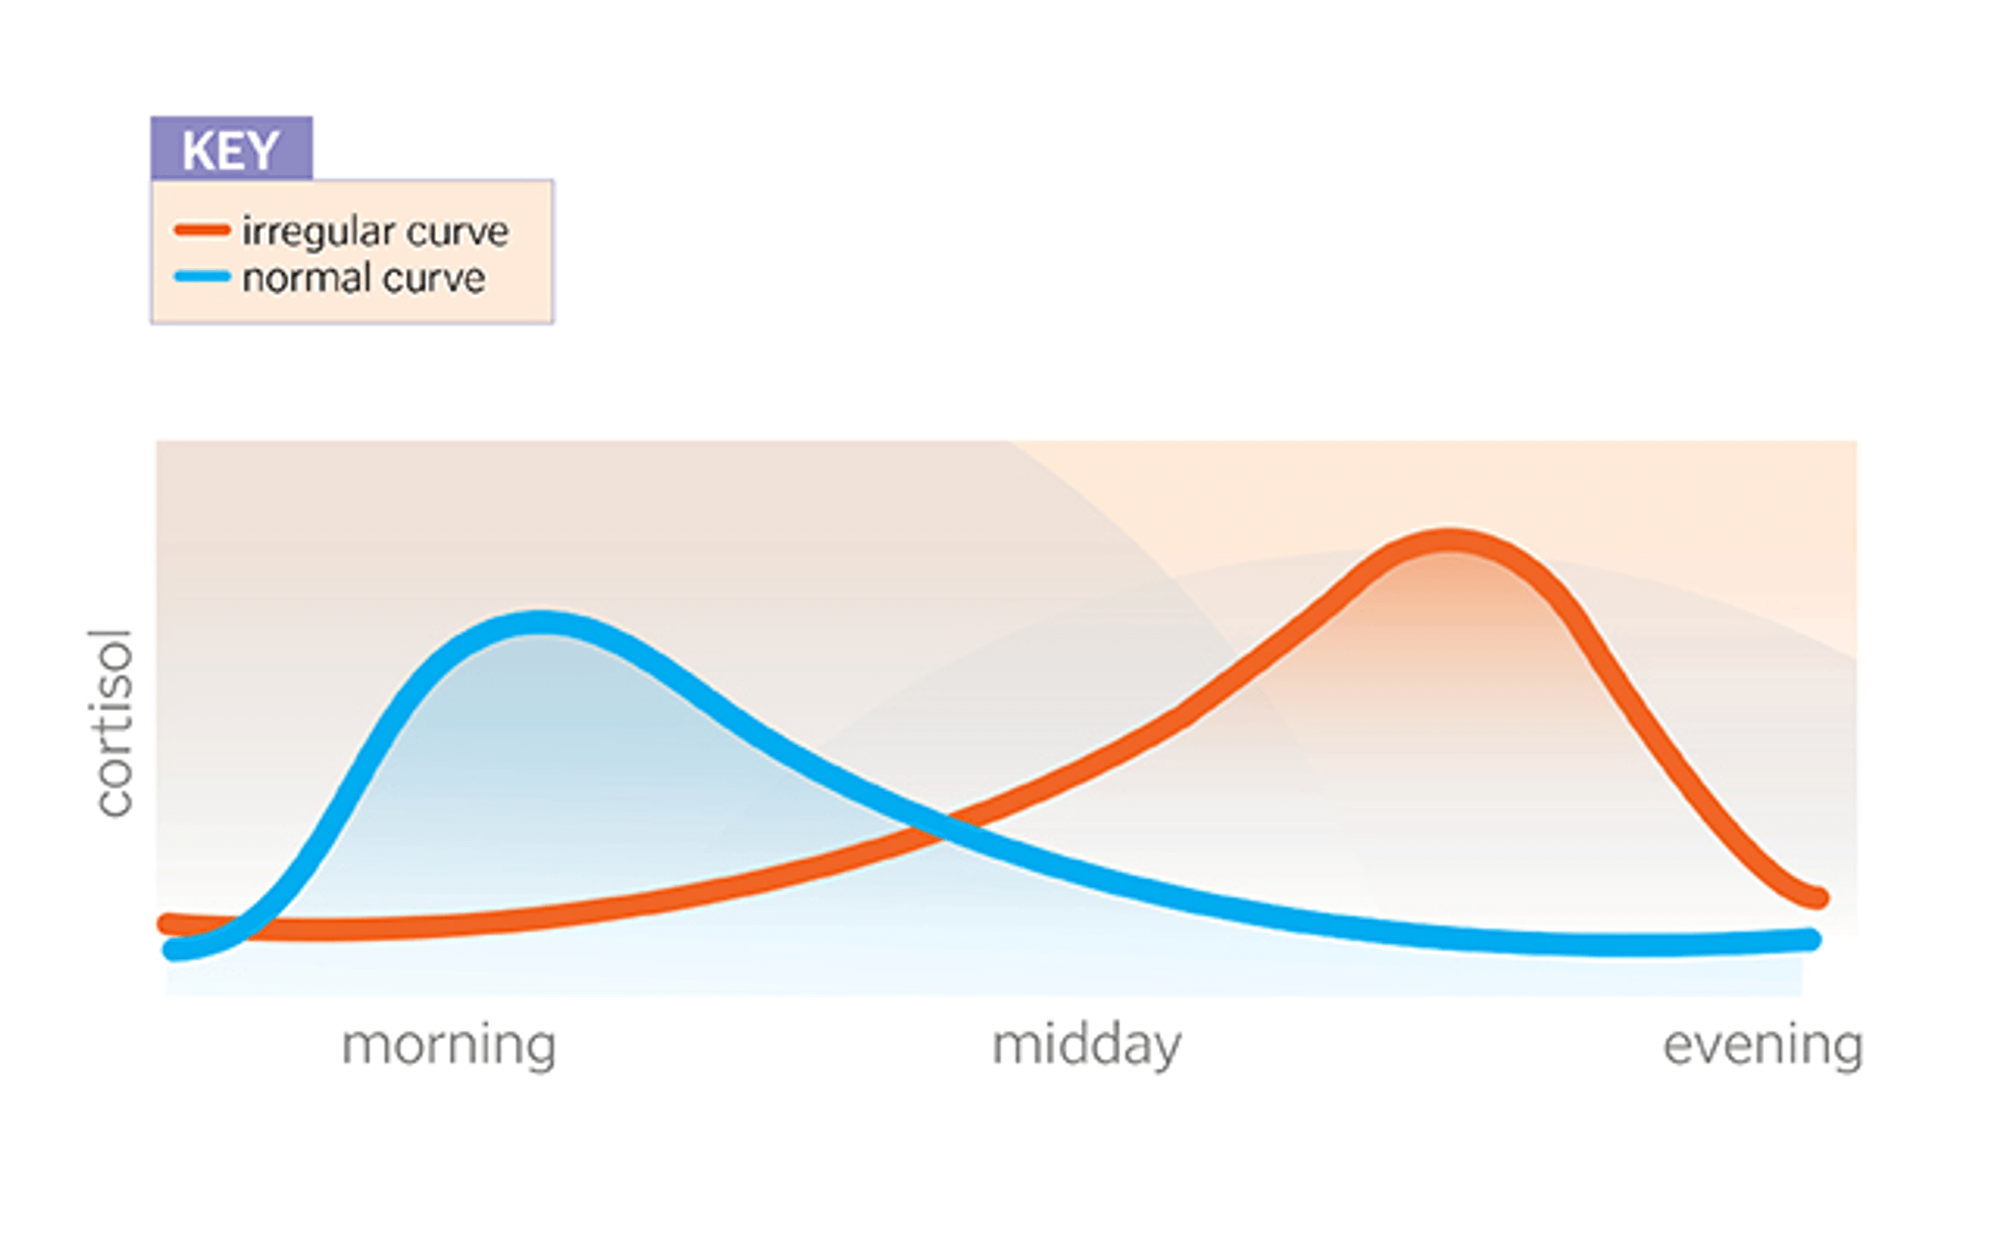 KEY
irregular curve
normal curve
cortisol
morning midday evening